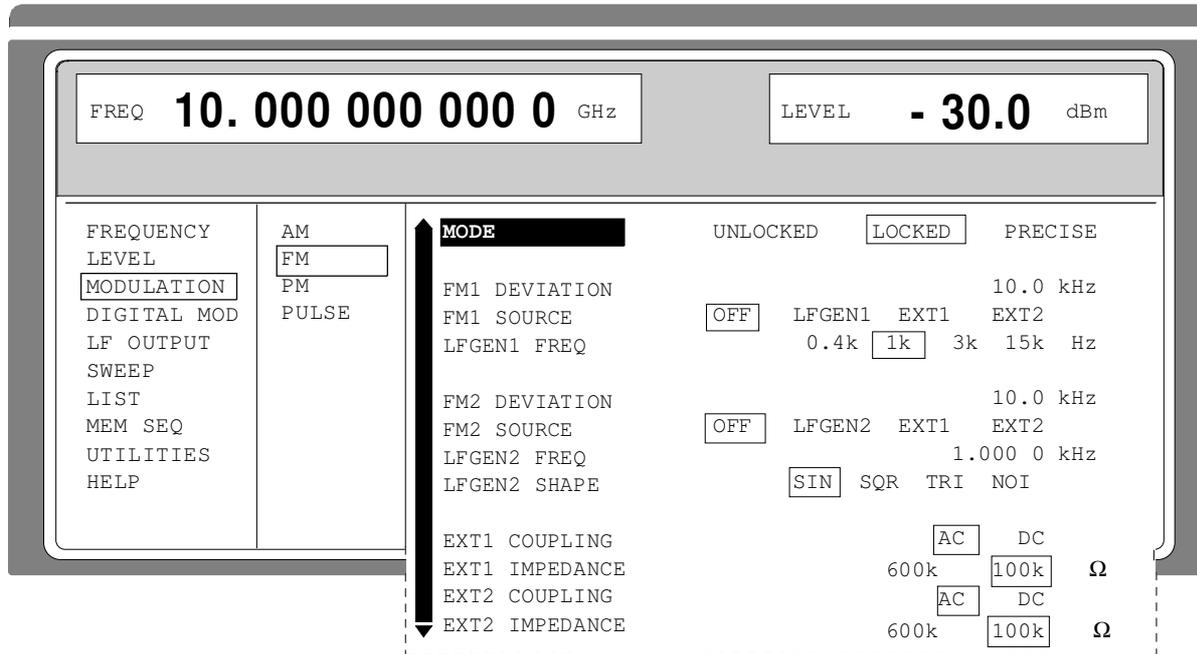 FREQ 10. 000 000 000 0 GHz LEVEL - 30.0 dBm
FREQUENCY AM MODE UNLOCKED LOCKED PRECISE
LEVEL FM
MODULATION PM FM1 DEVIATION 10.0 kHz
DIGITAL MOD PULSE FM1 SOURCE OFF LFGEN1 EXT1 EXT2
LF OUTPUT LFGEN1 FREQ 0.4k 1k 3k 15k Hz
SWEEP
LIST FM2 DEVIATION 10.0 kHz
MEM SEQ FM2 SOURCE OFF LFGEN2 EXT1 EXT2
UTILITIES LFGEN2 FREQ 1.000 0 kHz
HELP LFGEN2 SHAPE SIN SQR TRI NOI
EXT1 COUPLING AC DC
EXT1 IMPEDANCE 600k 100k Ω
EXT2 COUPLING AC DC
EXT2 IMPEDANCE 600k 100k Ω